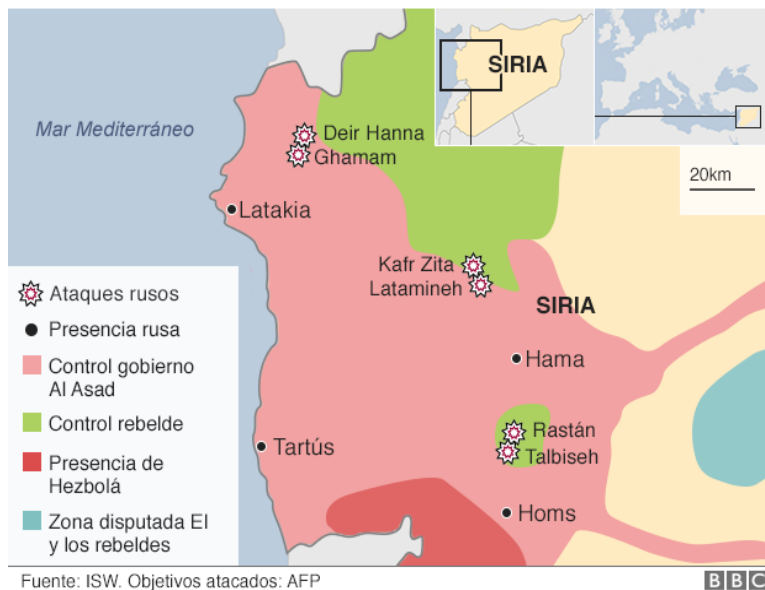 SIRIA
Mar Mediterráneo
Deir Hanna
Ghamam
20km
Latakia
Kafr Zita
Latamineh
SIRIA
Hama
Rastán
Talbiseh
Tartús
Homs
Ataques rusos
Presencia rusa
Control gobierno
Al Asad
Control rebelde
Presencia de
Hezbolá
Zona disputada EI
y los rebeldes
Fuente: ISW. Objetivos atacados: AFP
BBC